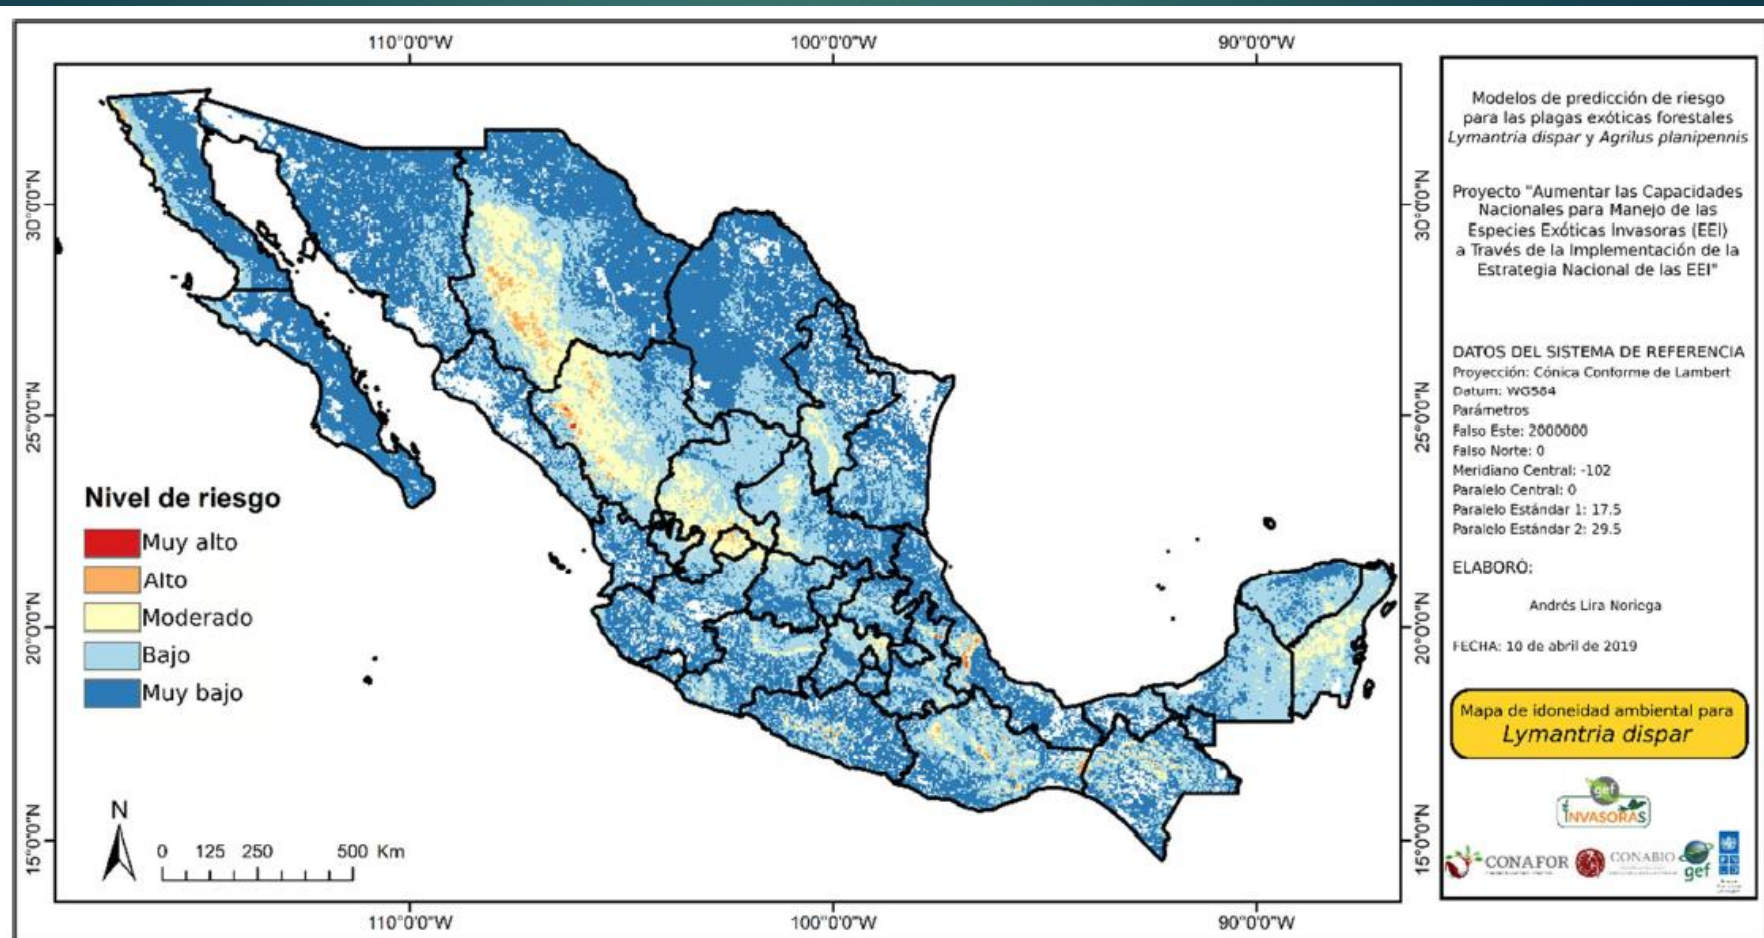 110°0'0"W
100°0'0"W
90°0'0"W
30°0'0"N
25°0'0"N
20°0'0"N
15°0'0"N
30°0'0"N
25°0'0"N
20°0'0"N
15°0'0"N
Nivel de riesgo
Muy alto
Alto
Moderado
Bajo
Muy bajo
N
0 125 250 500 Km
110°0'0"W
100°0'0"W
90°0'0"W
Modelos de predicción de riesgo
para las plagas exóticas forestales
Lymantria dispar y Agrilus planipennis
Proyecto "Aumentar las Capacidades
Nacionales para Manejo de las
Especies Exóticas Invasoras (EEI)
a Través de la Implementación de la
Estrategia Nacional de las EEI"
DATOS DEL SISTEMA DE REFERENCIA
Proyección: Cónica Conforme de Lambert
Datum: WGS84
Parámetros
Falso Este: 2000000
Falso Norte: 0
Meridiano Central: -102
Paralelo Central: 0
Paralelo Estándar 1: 17.5
Paralelo Estándar 2: 29.5
ELABORÓ:
Andrés Lira Noriega
FECHA: 10 de abril de 2019
Mapa de idoneidad ambiental para
Lymantria dispar
gef
INVASORAS
CONAFOR
CONABIO
gef